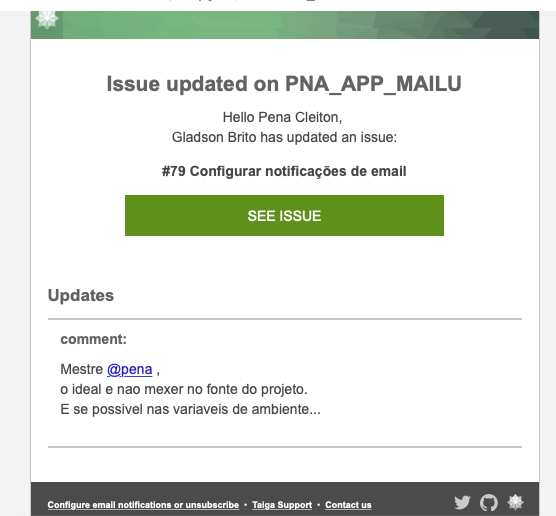 Issue updated on PNA_APP_MAILU
Hello Pena Cleiton,
Gladson Brito has updated an issue:
#79 Configurar notificações de email
SEE ISSUE
Updates
comment:
Mestre @pena ,
o ideal e nao mexer no fonte do projeto.
E se possivel nas variaveis de ambiente...
Configure email notifications or unsubscribe • Taiga Support • Contact us